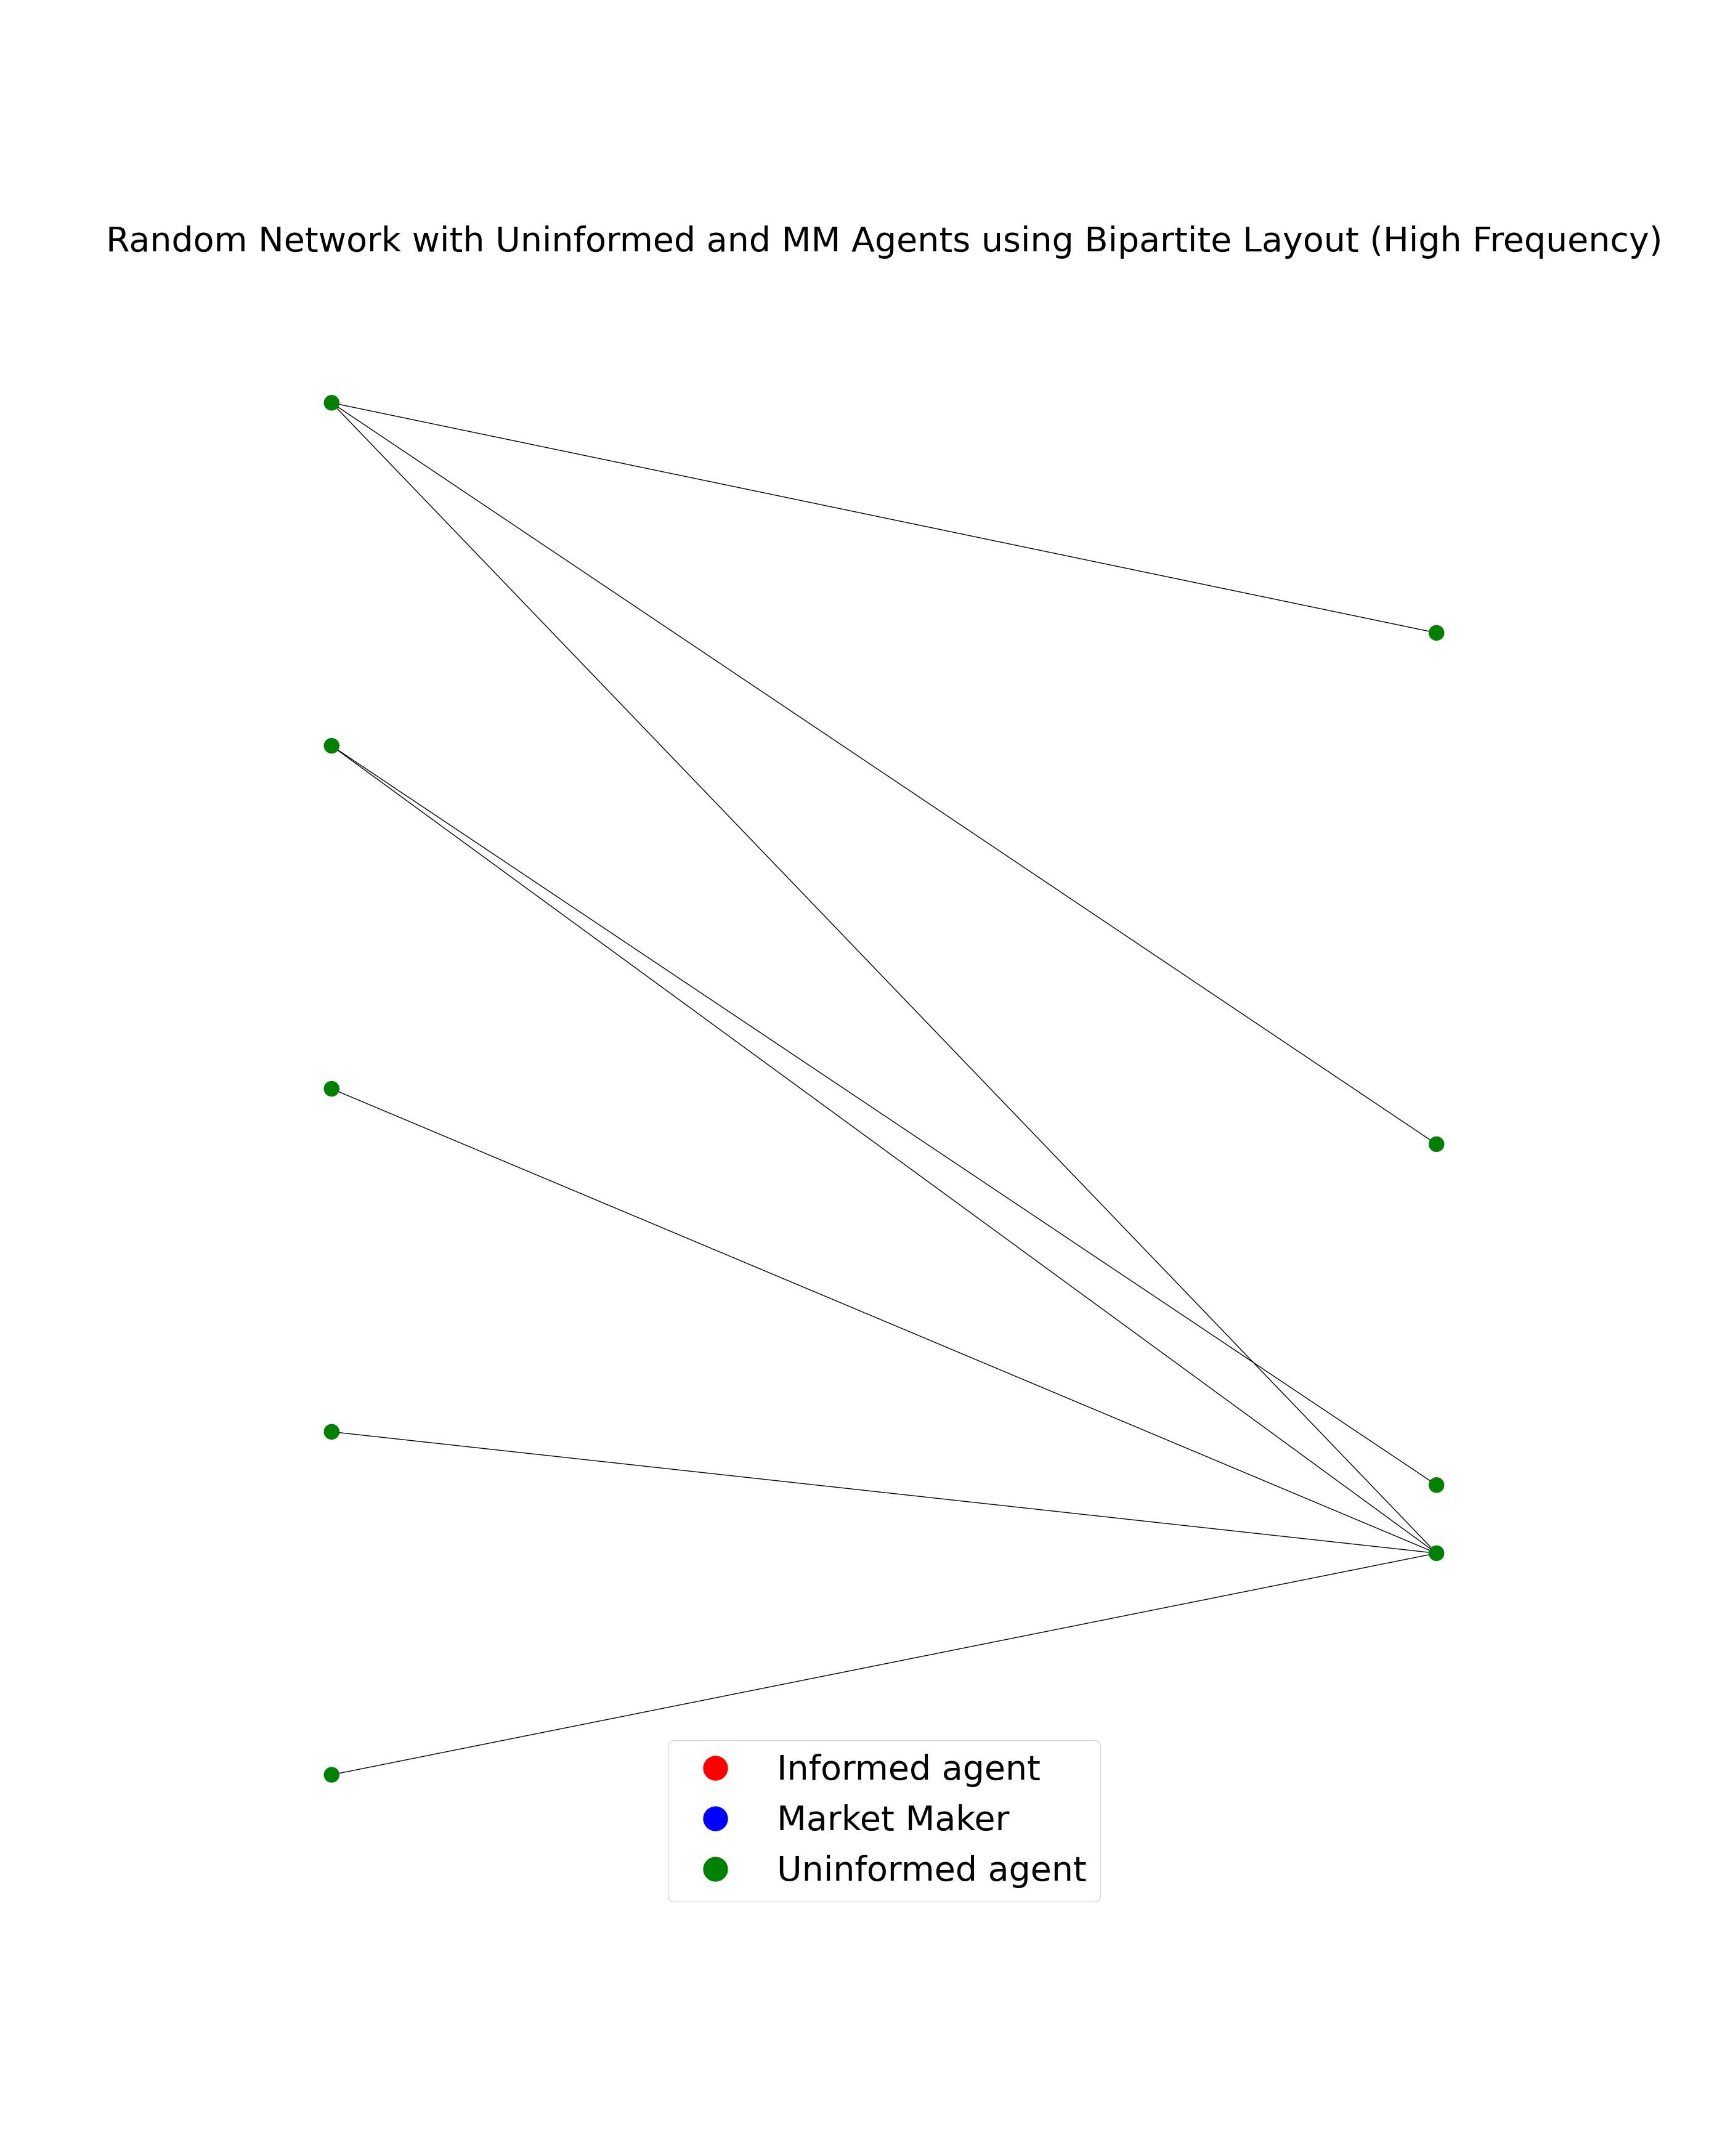 Random Network with Uninformed and MM Agents using Bipartite Layout (High Frequency)
Informed agent
Market Maker
Uninformed agent